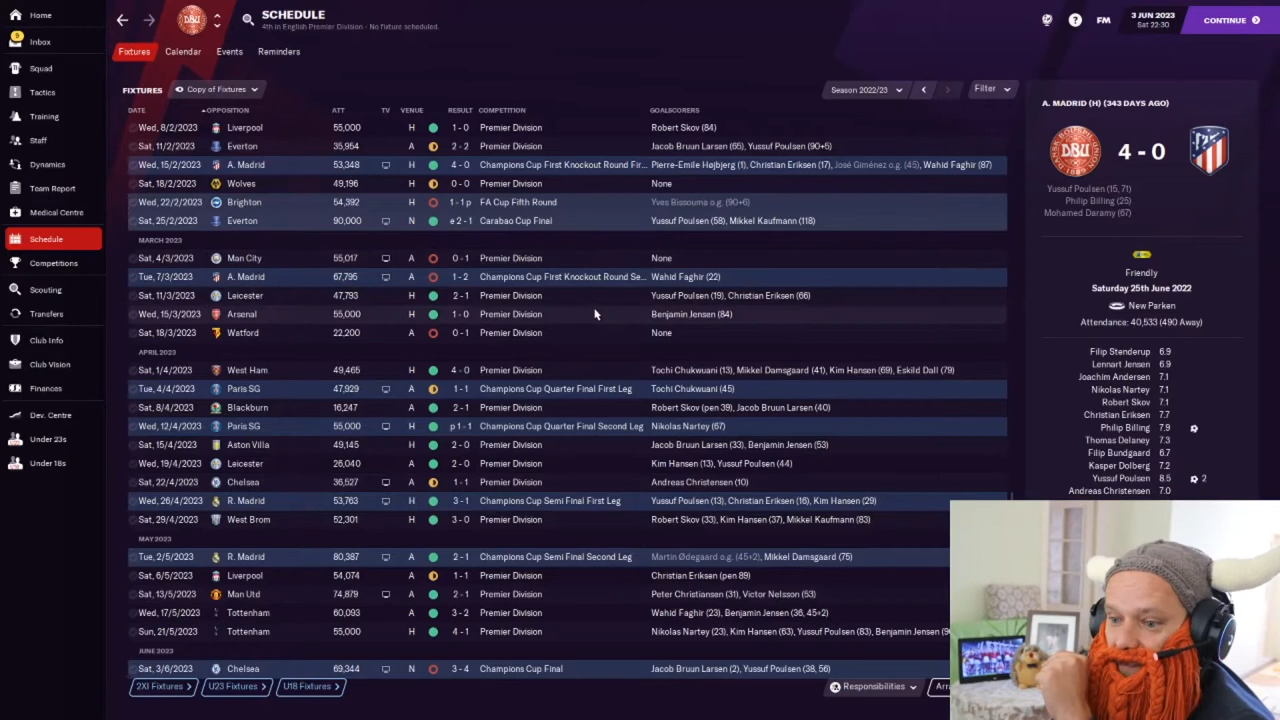 Home
SCHEDULE
4th in English Premier Division - No fixture scheduled.
FM
3 JUN 2023
Sat 22:30
CONTINUE
Inbox
Squad
Tactics
Training
Staff
Dynamics
Team Report
Medical Centre
Schedule
Competitions
Scouting
Transfers
Club Info
Club Vision
Finances
Dev. Centre
Under 23s
Under 18s
Fixtures Calendar Events Reminders
FIXTURES Copy of Fixtures Season 2022/23 Filter
DATE OPPOSITION ATT TV VENUE RESULT COMPETITION GOALSCORERS
Wed, 8/2/2023 Liverpool 55,000 H 1 - 0 Premier Division Robert Skov (84)
Sat, 11/2/2023 Everton 35,954 A 2 - 2 Premier Division Jacob Bruun Larsen (65), Yussuf Poulsen (90+5)
Wed, 15/2/2023 A. Madrid 53,348 H 4 - 0 Champions Cup First Knockout Round Fir... Pierre-Emile Højbjerg (1), Christian Eriksen (17), José Giménez o.g. (45), Wahid Faghir (87)
Sat, 18/2/2023 Wolves 49,196 H 0 - 0 Premier Division None
Wed, 22/2/2023 Brighton 54,392 H 1 - 1 p FA Cup Fifth Round Yves Bissouma o.g. (90+6)
Sat, 25/2/2023 Everton 90,000 N e 2 - 1 Carabao Cup Final Yussuf Poulsen (58), Mikkel Kaufmann (118)
MARCH 2023
Sat, 4/3/2023 Man City 55,017 A 0 - 1 Premier Division None
Tue, 7/3/2023 A. Madrid 67,795 A 1 - 2 Champions Cup First Knockout Round Se... Wahid Faghir (22)
Sat, 11/3/2023 Leicester 47,793 H 2 - 1 Premier Division Yussuf Poulsen (19), Christian Eriksen (66)
Wed, 15/3/2023 Arsenal 55,000 H 1 - 0 Premier Division Benjamin Jensen (84)
Sat, 18/3/2023 Watford 22,200 A 0 - 1 Premier Division None
APRIL 2023
Sat, 1/4/2023 West Ham 49,465 H 4 - 0 Premier Division Tochi Chukwuani (13), Mikkel Damsgaard (41), Kim Hansen (69), Eskild Dall (79)
Tue, 4/4/2023 Paris SG 47,929 A 1 - 1 Champions Cup Quarter Final First Leg Tochi Chukwuani (45)
Sat, 8/4/2023 Blackburn 16,247 A 2 - 1 Premier Division Robert Skov (pen 39), Jacob Bruun Larsen (40)
Wed, 12/4/2023 Paris SG 55,000 H p 1 - 1 Champions Cup Quarter Final Second Leg Nikolas Nartey (67)
Sat, 15/4/2023 Aston Villa 49,145 H 2 - 0 Premier Division Jacob Bruun Larsen (33), Benjamin Jensen (53)
Wed, 19/4/2023 Leicester 26,040 A 2 - 0 Premier Division Kim Hansen (13), Yussuf Poulsen (44)
Sat, 22/4/2023 Chelsea 36,527 A 1 - 1 Premier Division Andreas Christensen (10)
Wed, 26/4/2023 R. Madrid 53,763 H 3 - 1 Champions Cup Semi Final First Leg Yussuf Poulsen (13), Christian Eriksen (16), Kim Hansen (29)
Sat, 29/4/2023 West Brom 52,301 H 3 - 0 Premier Division Robert Skov (33), Kim Hansen (37), Mikkel Kaufmann (83)
MAY 2023
Tue, 2/5/2023 R. Madrid 80,387 A 2 - 1 Champions Cup Semi Final Second Leg Martin Ødegaard o.g. (45+2), Mikkel Damsgaard (75)
Sat, 6/5/2023 Liverpool 54,074 A 1 - 1 Premier Division Christian Eriksen (pen 89)
Sat, 13/5/2023 Man Utd 74,879 A 2 - 1 Premier Division Peter Christiansen (31), Victor Nelsson (53)
Wed, 17/5/2023 Tottenham 60,093 A 3 - 2 Premier Division Wahid Faghir (23), Benjamin Jensen (36, 45+2)
Sun, 21/5/2023 Tottenham 55,000 H 4 - 1 Premier Division Nikolas Nartey (23), Kim Hansen (63), Yussuf Poulsen (83), Benjamin Jensen
JUNE 2023
Sat, 3/6/2023 Chelsea 69,344 N 3 - 4 Champions Cup Final Jacob Bruun Larsen (2), Yussuf Poulsen (38, 56)
2XI Fixtures U23 Fixtures U18 Fixtures Responsibilities
A. MADRID (H) (343 DAYS AGO)
DBU
4 - 0
Yussuf Poulsen (15, 71)
Philip Billing (25)
Mohamed Daramy (67)
Friendly
Saturday 25th June 2022
New Parken
Attendance: 40,533 (490 Away)
Filip Stenderup 6.9
Lennart Jensen 6.9
Joachim Andersen 7.1
Nikolas Nartey 7.1
Robert Skov 7.1
Christian Eriksen 7.7
Philip Billing 7.9
Thomas Delaney 7.3
Filip Bundgaard 6.7
Kasper Dolberg 7.2
Yussuf Poulsen 8.5 2
Andreas Christensen 7.0